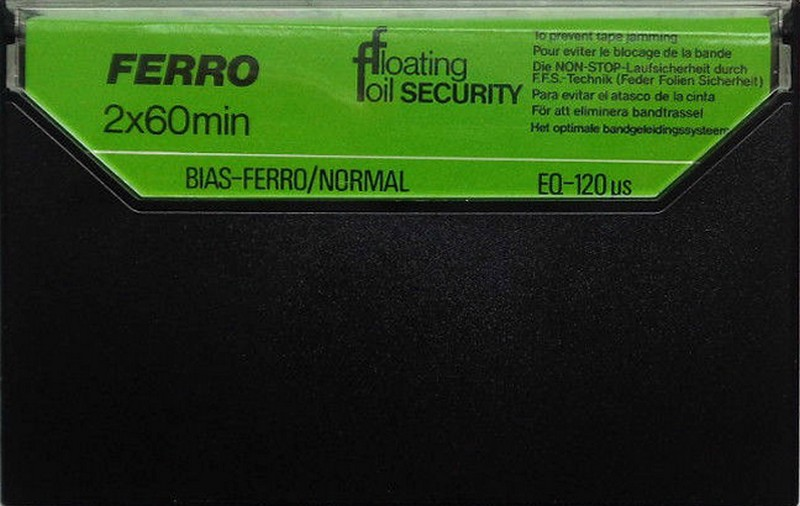 FERRO
2x60min
floating
foil SECURITY
To prevent tape jamming
Pour eviter le blocage de la bande
Die NON-STOP-Laufsicherheit durch
F.F.S.-Technik (Feder Folien Sicherheit)
Para evitar el atasco de la cinta
För att eliminera bandtrassel
Het optimale bandgeleidingssysteem
BIAS-FERRO/NORMAL
EQ-120 us